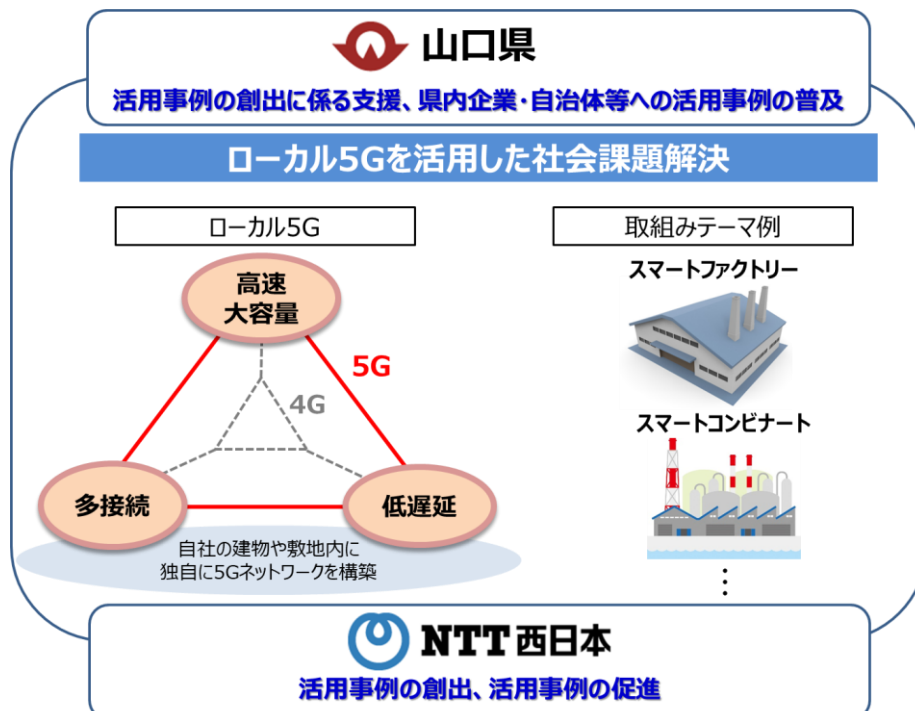 山口県
活用事例の創出に係る支援、県内企業・自治体等への活用事例の普及
ローカル5Gを活用した社会課題解決
ローカル5G
高速
大容量
5G
4G
多接続
低遅延
自社の建物や敷地内に
独自に5Gネットワークを構築
取組みテーマ例
スマートファクトリー
スマートコンビナート
⋮
NTT西日本
活用事例の創出、活用事例の促進